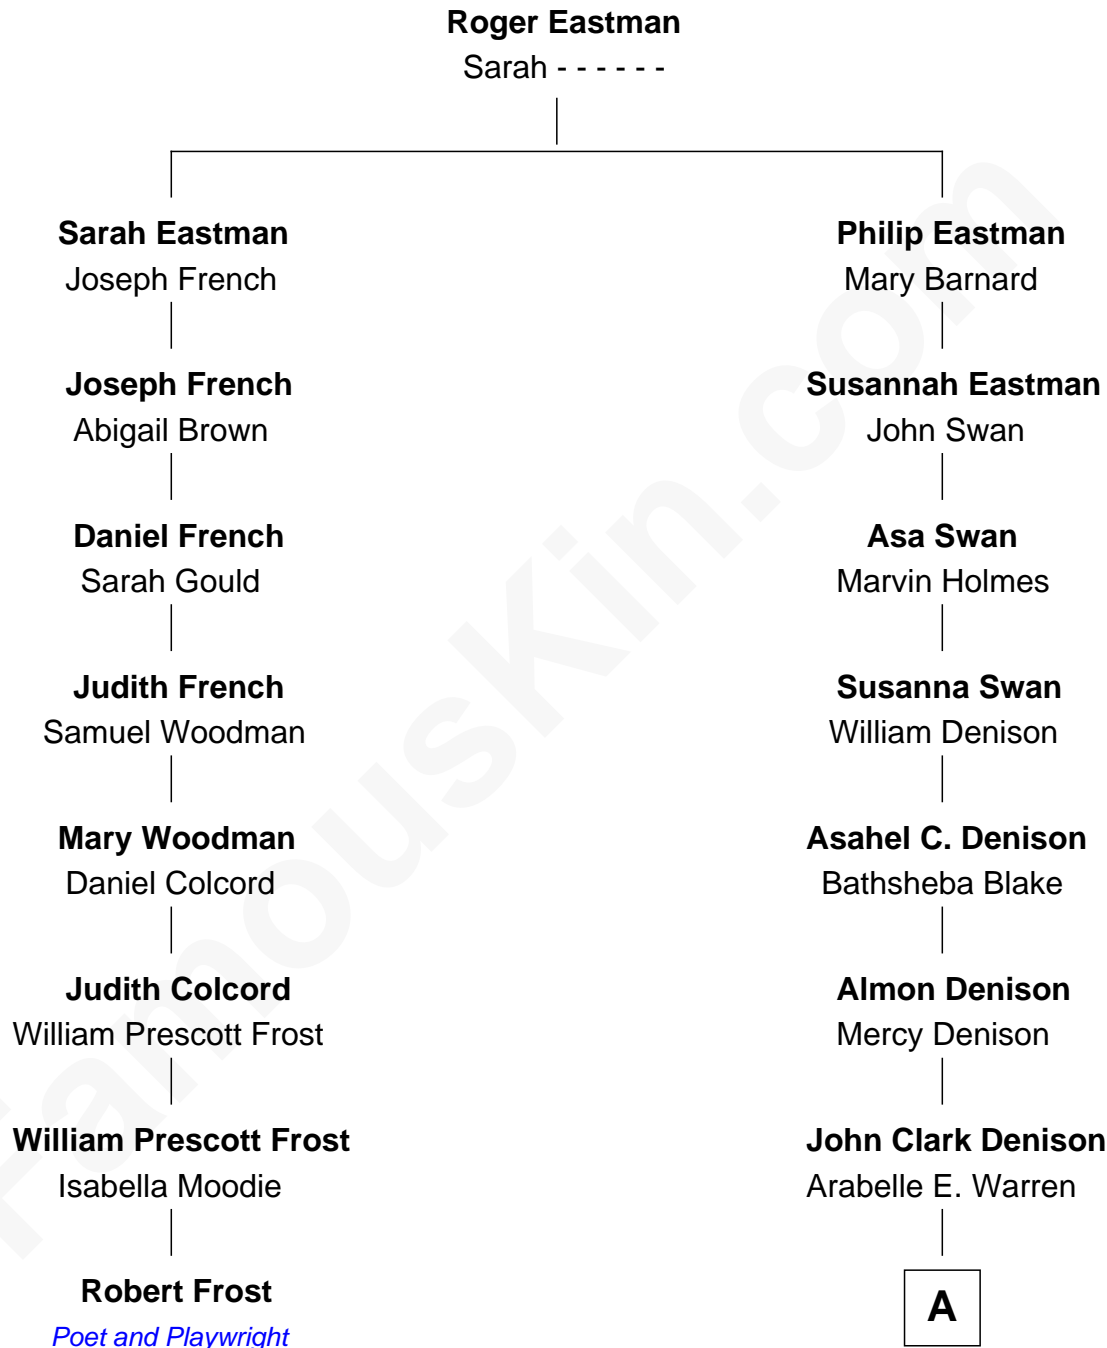 Roger Eastman
Sarah - - - - - -
Sarah Eastman
Joseph French
Philip Eastman
Mary Barnard
Joseph French
Abigail Brown
Susannah Eastman
John Swan
Daniel French
Sarah Gould
Asa Swan
Marvin Holmes
Judith French
Samuel Woodman
Susanna Swan
William Denison
Mary Woodman
Daniel Colcord
Asahel C. Denison
Bathsheba Blake
Judith Colcord
William Prescott Frost
Almon Denison
Mercy Denison
William Prescott Frost
Isabella Moodie
John Clark Denison
Arabelle E. Warren
Robert Frost
Poet and Playwright
A
FamousKin.com